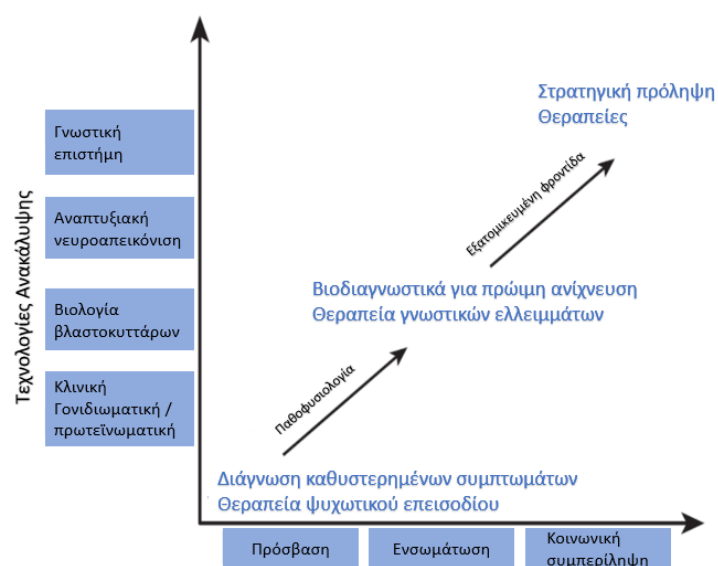 Στρατηγική πρόληψη
Θεραπείες
Εξατομικευμένη φροντίδα
Τεχνολογίες Ανακάλυψης
Γνωστική
επιστήμη
Αναπτυξιακή
νευροαπεικόνιση
Βιολογία
βλαστοκυττάρων
Κλινική
Γονιδιωματική /
πρωτεϊνωματική
Βιοδιαγνωστικά για πρώιμη ανίχνευση
Θεραπεία γνωστικών ελλειμμάτων
Παθοφυσιολογία
Διάγνωση καθυστερημένων συμπτωμάτων
Θεραπεία ψυχωτικού επεισοδίου
Πρόσβαση
Ενσωμάτωση
Κοινωνική
συμπερίληψη